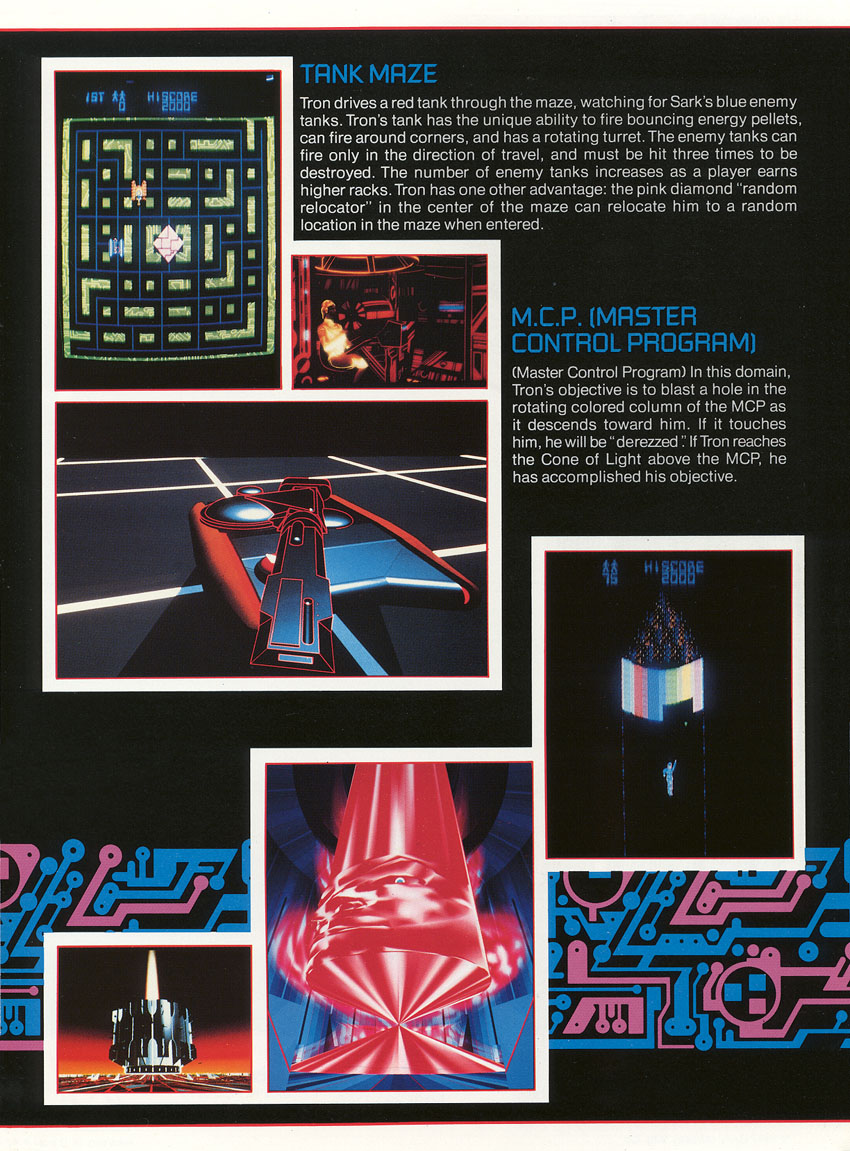 1ST HISCORE
0 2000
TANK MAZE
Tron drives a red tank through the maze, watching for Sark's blue enemy
tanks. Tron's tank has the unique ability to fire bouncing energy pellets,
can fire around corners, and has a rotating turret. The enemy tanks can
fire only in the direction of travel, and must be hit three times to be
destroyed. The number of enemy tanks increases as a player earns
higher racks. Tron has one other advantage: the pink diamond "random
relocator" in the center of the maze can relocate him to a random
location in the maze when entered.
M.C.P. (MASTER
CONTROL PROGRAM)
(Master Control Program) In this domain,
Tron's objective is to blast a hole in the
rotating colored column of the MCP as
it descends toward him. If it touches
him, he will be "derezzed". If Tron reaches
the Cone of Light above the MCP, he
has accomplished his objective.
HISCORE
75 2000